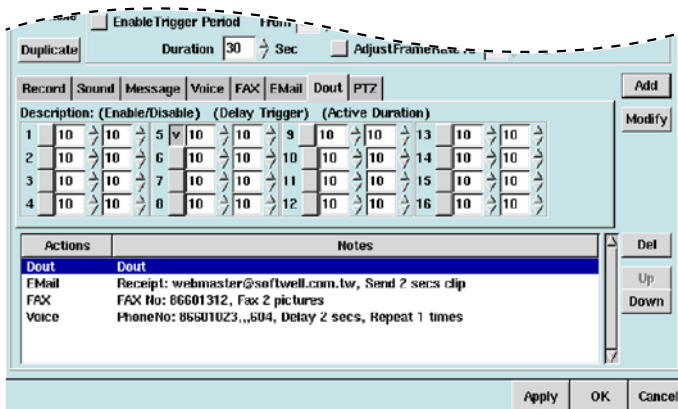 Enable Trigger Period From
Duplicate Duration 30 Sec
Record Sound Message Voice FAX EMail Dout PTZ Add
Description: (Enable/Disable) (Delay Trigger) (Active Duration) Modify
1 10 10 5 v 10 10 9 10 10 13 10 10
2 10 10 6 10 10 10 10 10 14 10 10
3 10 10 7 10 10 11 10 10 15 10 10
4 10 10 8 10 10 12 10 10 16 10 10
Actions Notes Del
Dout Dout
EMail Receipt: webmaster@softwell.com.tw, Send 2 secs clip Up
FAX FAX No: 86601312, Fax 2 pictures Down
Voice PhoneNo: 86601023,,,604, Delay 2 secs, Repeat 1 times
Apply OK Cancel